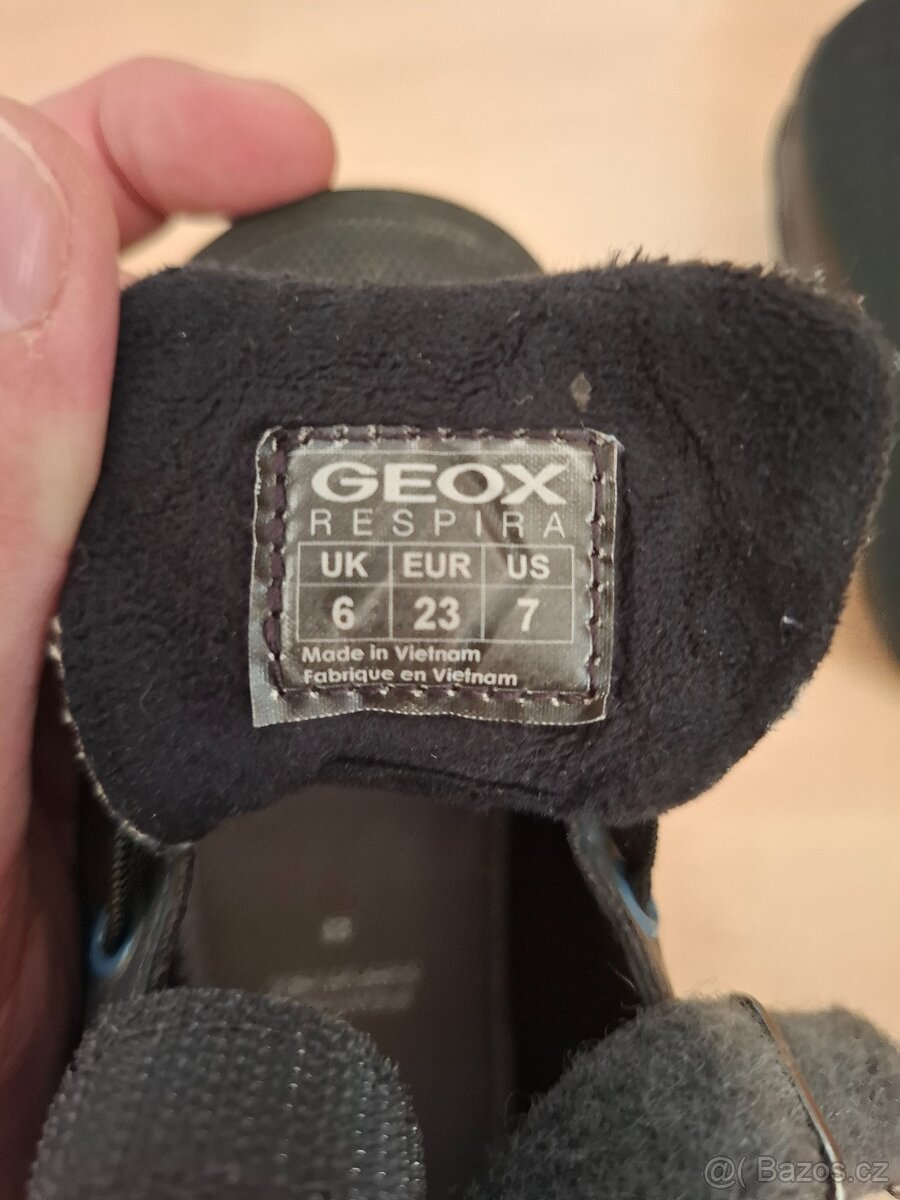 GEOX
RESPIRA
UK EUR US
6 23 7
Made in Vietnam
Fabrique en Vietnam
@( Bazos.cz